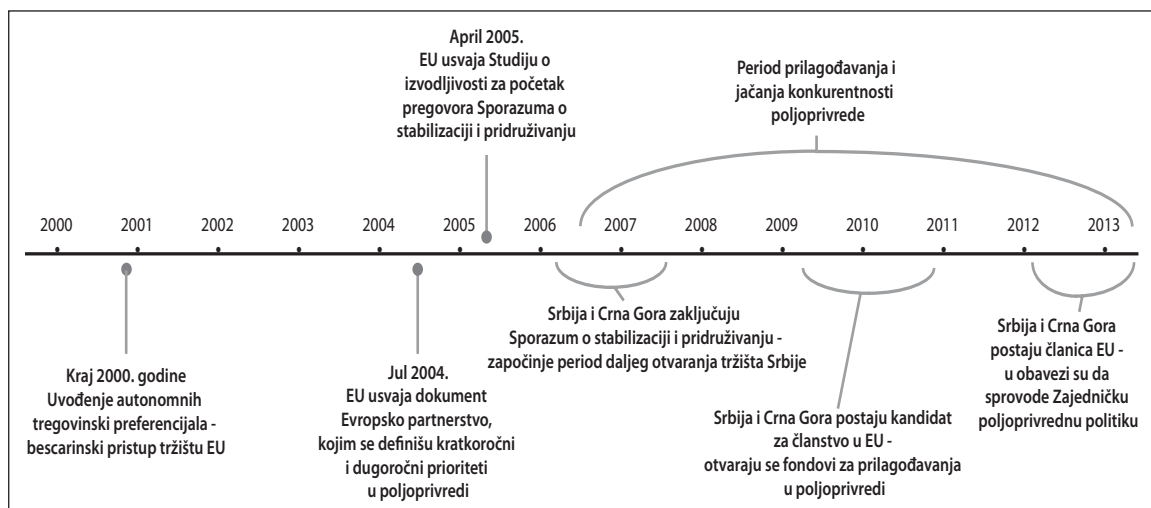 April 2005.
EU usvaja Studiju o
izvodljivosti za početak
pregovora Sporazuma o
stabilizaciji i pridruživanju
Period prilagođavanja i
jačanja konkurentnosti
poljoprivrede
2000 2001 2002 2003 2004 2005 2006 2007 2008 2009 2010 2011 2012 2013
Kraj 2000. godine
Uvođenje autonomnih
tregovinski preferencijala -
bescarinski pristup tržištu EU
Jul 2004.
EU usvaja dokument
Evropsko partnerstvo,
kojim se definišu kratkoročni
i dugoročni prioriteti
u poljoprivredi
Srbija i Crna Gora zaključuju
Sporazum o stabilizaciji i pridruživanju -
započinje period daljeg otvaranja tržišta Srbije
Srbija i Crna Gora postaju kandidat
za članstvo u EU -
otvaraju se fondovi za prilagođavanja
u poljoprivredi
Srbija i Crna Gora
postaju članica EU -
u obavezi su da
sprovode Zajedničku
poljoprivrednu politiku